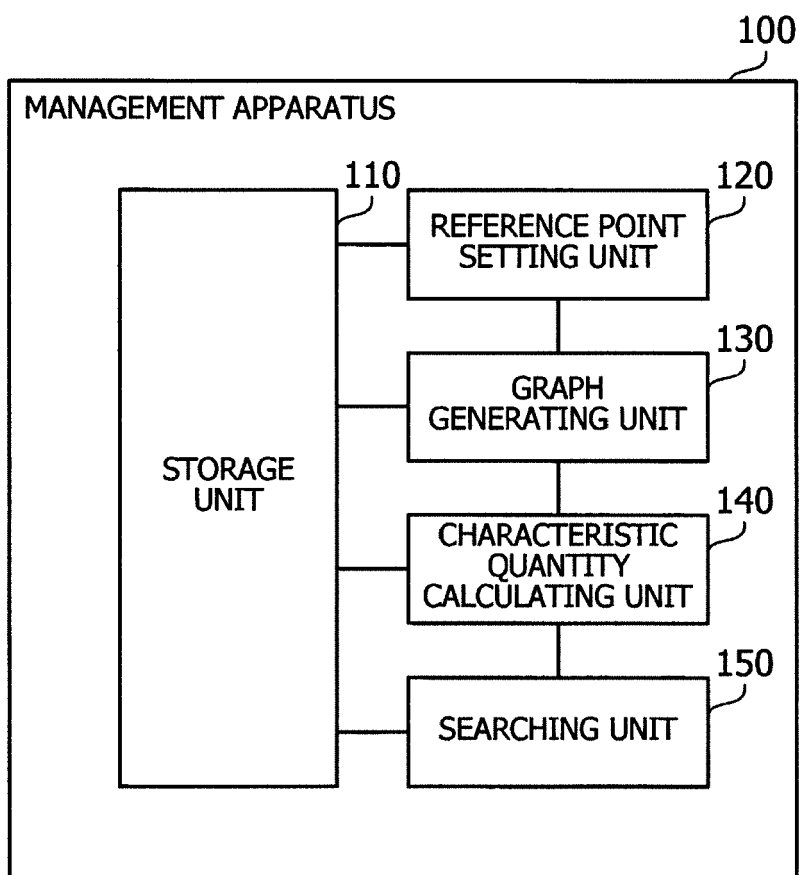 100
MANAGEMENT APPARATUS
110
120
REFERENCE POINT
SETTING UNIT
130
GRAPH
GENERATING UNIT
STORAGE
UNIT
140
CHARACTERISTIC
QUANTITY
CALCULATING UNIT
150
SEARCHING UNIT